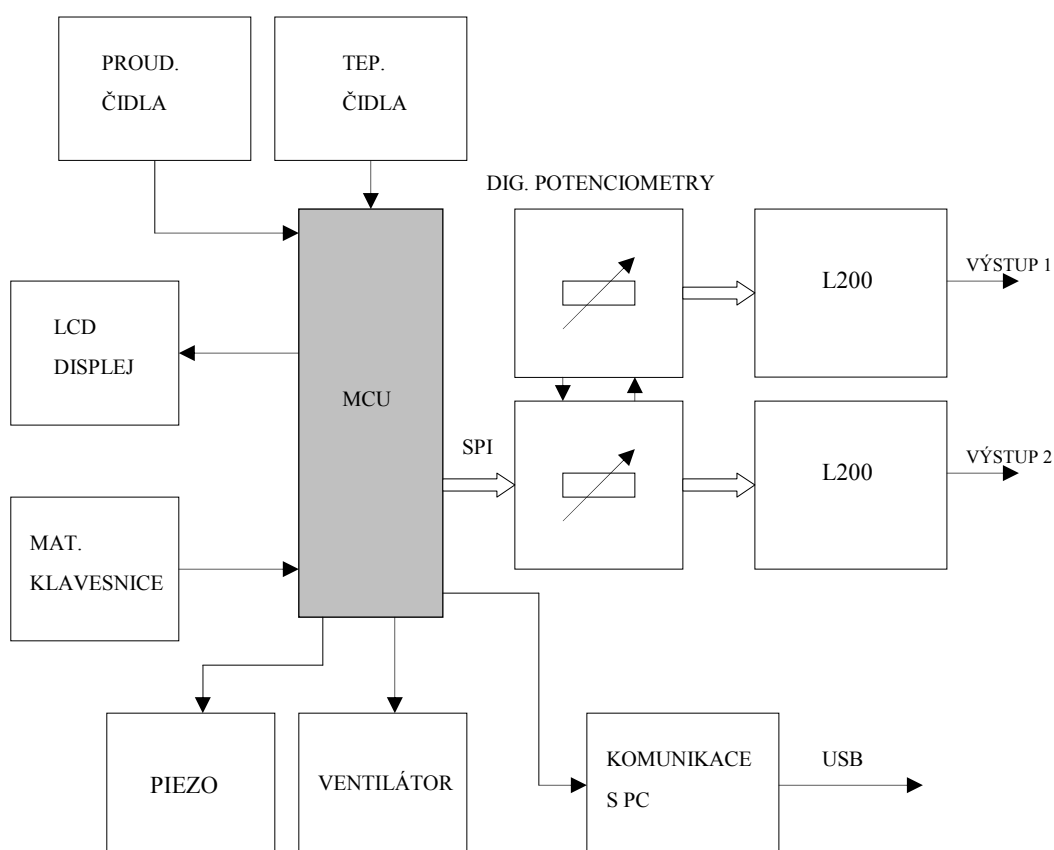 PROUD.
ČIDLA
TEP.
ČIDLA
DIG. POTENCIOMETRY
L200
VÝSTUP 1
LCD
DISPLEJ
MCU
SPI
L200
VÝSTUP 2
MAT.
KLAVESNICE
PIEZO
VENTILÁTOR
KOMUNIKACE
S PC
USB